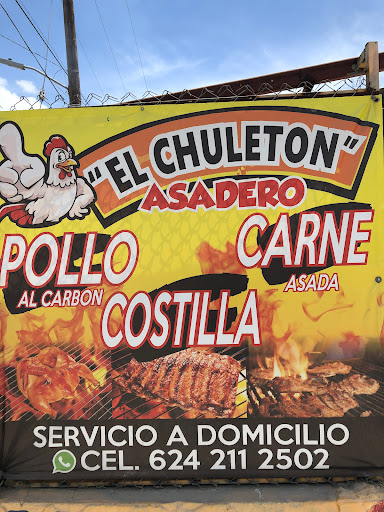 "EL CHULETON"
ASADERO
POLLO
AL CARBON
COSTILLA
CARNE
ASADA
SERVICIO A DOMICILIO
CEL. 624 211 2502